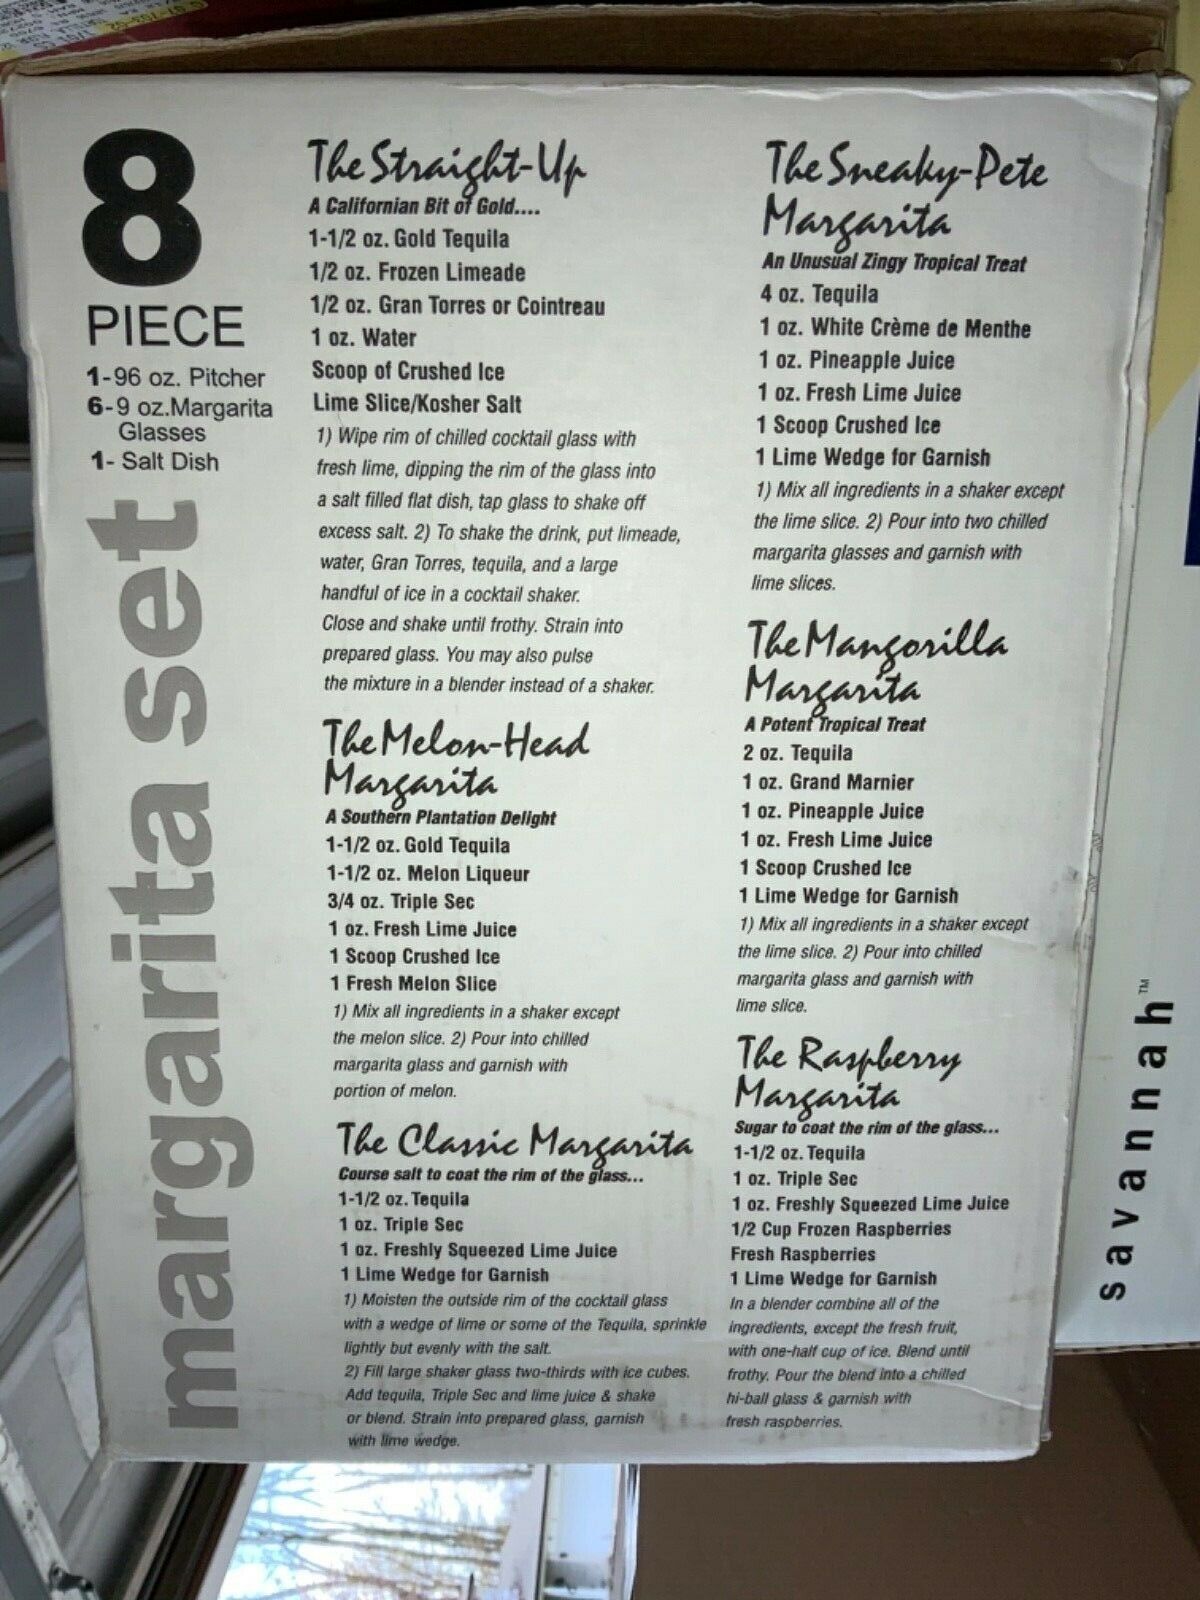 8
PIECE
1-96 oz. Pitcher
6-9 oz.Margarita
Glasses
1- Salt Dish
margarita set
The Straight-Up
A Californian Bit of Gold....
1-1/2 oz. Gold Tequila
1/2 oz. Frozen Limeade
1/2 oz. Gran Torres or Cointreau
1 oz. Water
Scoop of Crushed Ice
Lime Slice/Kosher Salt
1) Wipe rim of chilled cocktail glass with
fresh lime, dipping the rim of the glass into
a salt filled flat dish, tap glass to shake off
excess salt. 2) To shake the drink, put limeade,
water, Gran Torres, tequila, and a large
handful of ice in a cocktail shaker.
Close and shake until frothy. Strain into
prepared glass. You may also pulse
the mixture in a blender instead of a shaker.
The Melon-Head
Margarita
A Southern Plantation Delight
1-1/2 oz. Gold Tequila
1-1/2 oz. Melon Liqueur
3/4 oz. Triple Sec
1 oz. Fresh Lime Juice
1 Scoop Crushed Ice
1 Fresh Melon Slice
1) Mix all ingredients in a shaker except
the melon slice. 2) Pour into chilled
margarita glass and garnish with
portion of melon.
The Classic Margarita
Course salt to coat the rim of the glass...
1-1/2 oz. Tequila
1 oz. Triple Sec
1 oz. Freshly Squeezed Lime Juice
1 Lime Wedge for Garnish
1) Moisten the outside rim of the cocktail glass
with a wedge of lime or some of the Tequila, sprinkle
lightly but evenly with the salt.
2) Fill large shaker glass two-thirds with ice cubes.
Add tequila, Triple Sec and lime juice & shake
or blend. Strain into prepared glass, garnish
with lime wedge.
The Sneaky-Pete
Margarita
An Unusual Zingy Tropical Treat
4 oz. Tequila
1 oz. White Crème de Menthe
1 oz. Pineapple Juice
1 oz. Fresh Lime Juice
1 Scoop Crushed Ice
1 Lime Wedge for Garnish
1) Mix all ingredients in a shaker except
the lime slice. 2) Pour into two chilled
margarita glasses and garnish with
lime slices.
The Mangorilla
Margarita
A Potent Tropical Treat
2 oz. Tequila
1 oz. Grand Marnier
1 oz. Pineapple Juice
1 oz. Fresh Lime Juice
1 Scoop Crushed Ice
1 Lime Wedge for Garnish
1) Mix all ingredients in a shaker except
the lime slice. 2) Pour into chilled
margarita glass and garnish with
lime slice.
The Raspberry
Margarita
Sugar to coat the rim of the glass...
1-1/2 oz. Tequila
1 oz. Triple Sec
1 oz. Freshly Squeezed Lime Juice
1/2 Cup Frozen Raspberries
Fresh Raspberries
1 Lime Wedge for Garnish
In a blender combine all of the
ingredients, except the fresh fruit,
with one-half cup of ice. Blend until
frothy. Pour the blend into a chilled
hi-ball glass & garnish with
fresh raspberries.
savannah™